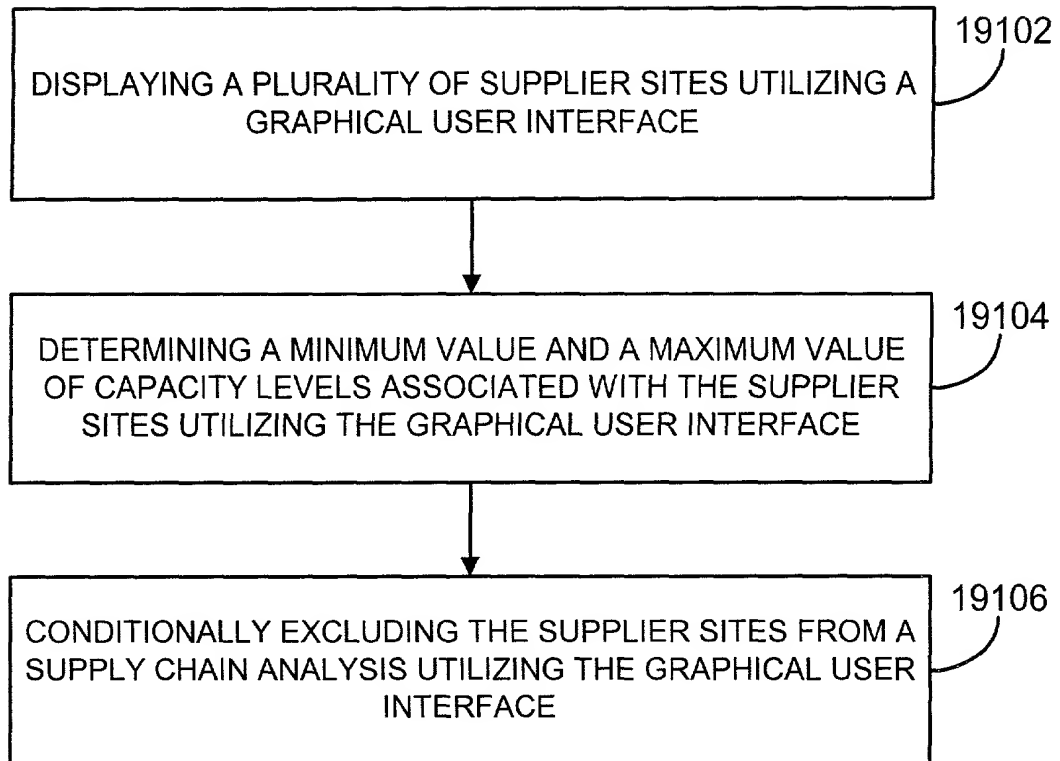 19102
DISPLAYING A PLURALITY OF SUPPLIER SITES UTILIZING A
GRAPHICAL USER INTERFACE
19104
DETERMINING A MINIMUM VALUE AND A MAXIMUM VALUE
OF CAPACITY LEVELS ASSOCIATED WITH THE SUPPLIER
SITES UTILIZING THE GRAPHICAL USER INTERFACE
19106
CONDITIONALLY EXCLUDING THE SUPPLIER SITES FROM A
SUPPLY CHAIN ANALYSIS UTILIZING THE GRAPHICAL USER
INTERFACE